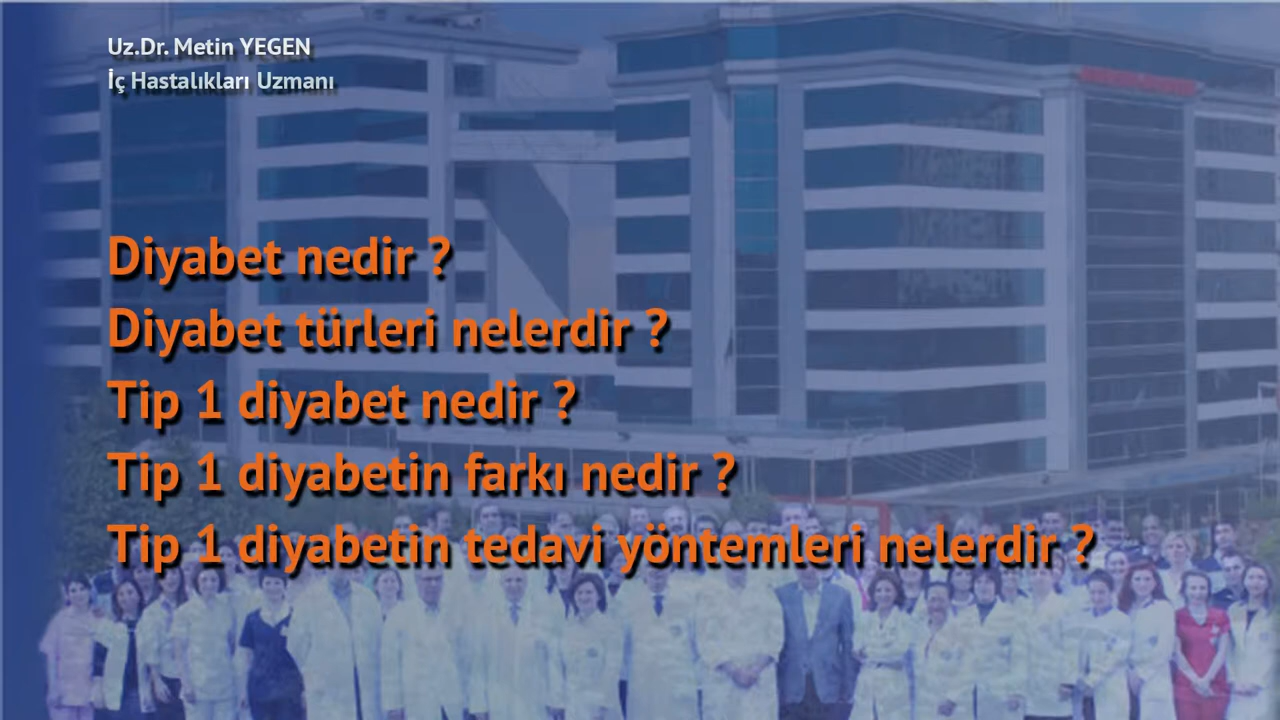 Uz.Dr. Metin YEGEN
İç Hastalıkları Uzmanı
Diyabet nedir ?
Diyabet türleri nelerdir ?
Tip 1 diyabet nedir ?
Tip 1 diyabetin farkı nedir ?
Tip 1 diyabetin tedavi yöntemleri nelerdir ?